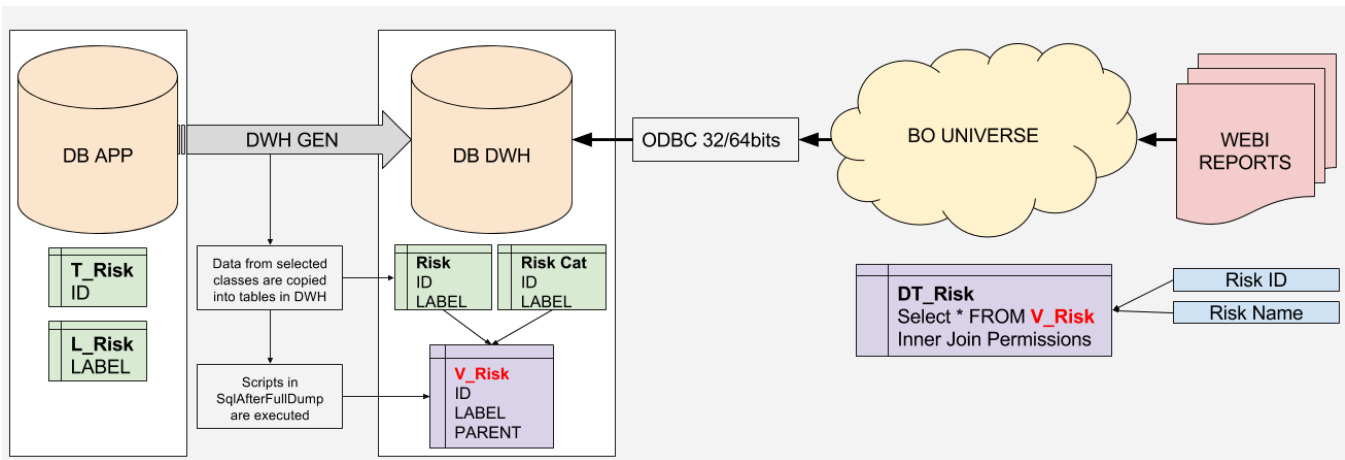 DB APP
DWH GEN
DB DWH
ODBC 32/64bits
BO UNIVERSE
WEBI
REPORTS
T_Risk
ID
L_Risk
LABEL
Data from selected
classes are copied
into tables in DWH
Scripts in
SqlAfterFullDump
are executed
Risk
ID
LABEL
Risk Cat
ID
LABEL
V_Risk
ID
LABEL
PARENT
DT_Risk
Select * FROM V_Risk
Inner Join Permissions
Risk ID
Risk Name